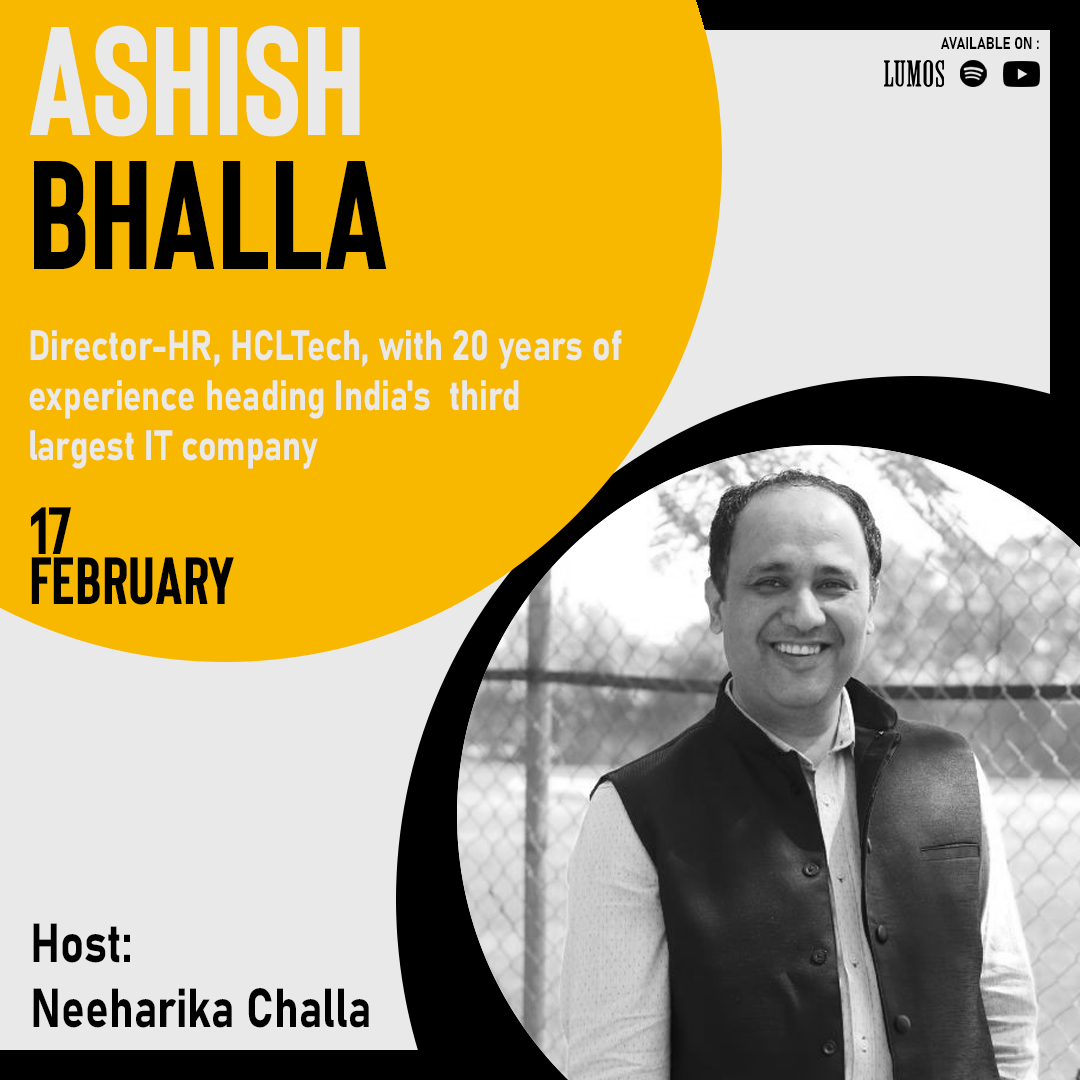 ASHISH
BHALLA
AVAILABLE ON :
LUMOS
Director-HR, HCLTech, with 20 years of
experience heading India's  third
largest IT company
17
FEBRUARY
Host:
Neeharika Challa